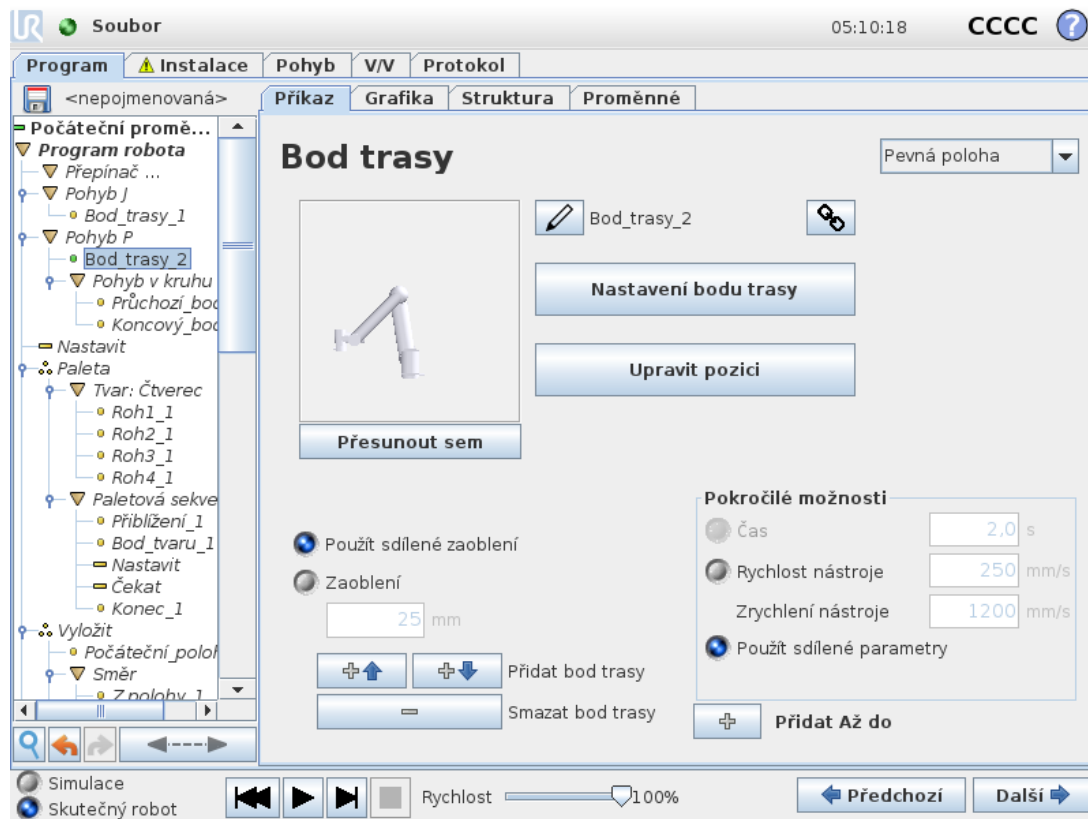 UR Soubor 05:10:18 CCCC ?
Program Instalace Pohyb V/V Protokol
<nepojmenovaná> Příkaz Grafika Struktura Proměnné
Počáteční promě...
Program robota
Přepínač ...
Pohyb J
Bod_trasy_1
Pohyb P
Bod_trasy_2
Pohyb v kruhu
Průchozí_bod
Koncový_bod
Nastavit
Paleta
Tvar: Čtverec
Roh1_1
Roh2_1
Roh3_1
Roh4_1
Paletová sekve
Přiblížení_1
Bod_tvaru_1
Nastavit
Čekat
Konec_1
Vyložit
Počáteční_poloh
Směr
Z polohy_1
Bod trasy
Pevná poloha
Bod_trasy_2
Nastavení bodu trasy
Upravit pozici
Přesunout sem
Použít sdílené zaoblení
Zaoblení
25 mm
Přidat bod trasy
Smazat bod trasy
Pokročilé možnosti
Čas 2,0 s
Rychlost nástroje 250 mm/s
Zrychlení nástroje 1200 mm/s
Použít sdílené parametry
Přidat Až do
Simulace
Skutečný robot
Rychlost 100%
Předchozí Další